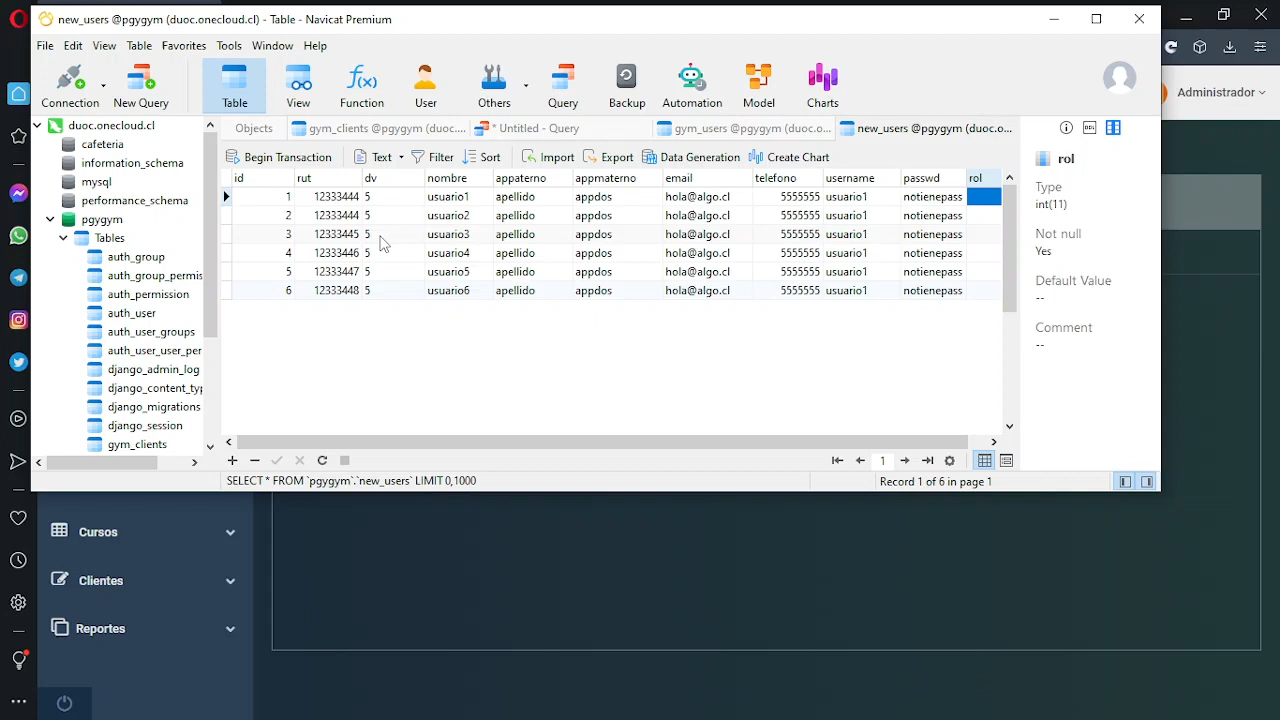 new_users @pgygym (duoc.onecloud.cl) - Table - Navicat Premium
File Edit View Table Favorites Tools Window Help
Connection New Query Table View Function User Others Query Backup Automation Model Charts
Administrador
duoc.onecloud.cl
cafeteria
information_schema
mysql
performance_schema
pgygym
Tables
auth_group
auth_group_permis
auth_permission
auth_user
auth_user_groups
auth_user_user_per
django_admin_log
django_content_typ
django_migrations
django_session
gym_clients
Objects gym_clients @pgygym (duoc.... * Untitled - Query gym_users @pgygym (duoc.o... new_users @pgygym (duoc.o...
Begin Transaction Text Filter Sort Import Export Data Generation Create Chart
id rut dv nombre appaterno appmaterno email telefono username passwd rol
1 12333444 5 usuario1 apellido appdos hola@algo.cl 5555555 usuario1 notienepass
2 12333444 5 usuario2 apellido appdos hola@algo.cl 5555555 usuario1 notienepass
3 12333445 5 usuario3 apellido appdos hola@algo.cl 5555555 usuario1 notienepass
4 12333446 5 usuario4 apellido appdos hola@algo.cl 5555555 usuario1 notienepass
5 12333447 5 usuario5 apellido appdos hola@algo.cl 5555555 usuario1 notienepass
6 12333448 5 usuario6 apellido appdos hola@algo.cl 5555555 usuario1 notienepass
rol
Type
int(11)
Not null
Yes
Default Value
--
Comment
--
1
SELECT * FROM `pgygym`.`new_users` LIMIT 0,1000
Record 1 of 6 in page 1
Cursos
Clientes
Reportes